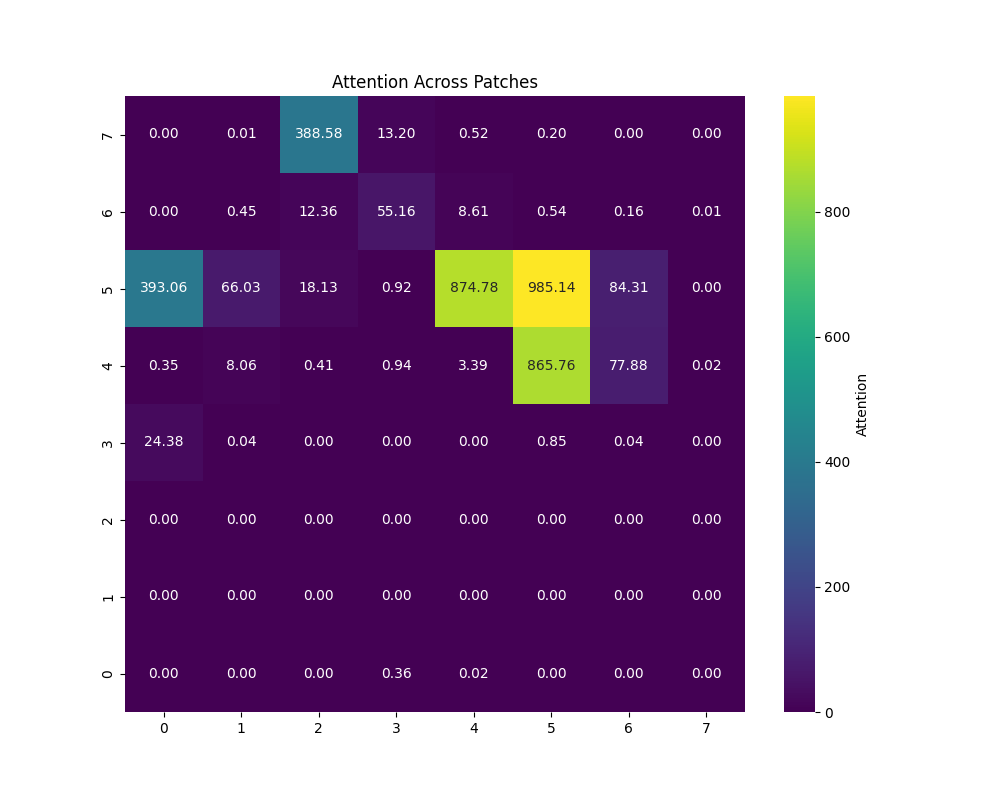 Attention Across Patches
7 0.00 0.01 388.58 13.20 0.52 0.20 0.00 0.00
6 0.00 0.45 12.36 55.16 8.61 0.54 0.16 0.01
800
5 393.06 66.03 18.13 0.92 874.78 985.14 84.31 0.00
600
4 0.35 8.06 0.41 0.94 3.39 865.76 77.88 0.02
Attention
3 24.38 0.04 0.00 0.00 0.00 0.85 0.04 0.00
400
2 0.00 0.00 0.00 0.00 0.00 0.00 0.00 0.00
200
1 0.00 0.00 0.00 0.00 0.00 0.00 0.00 0.00
0 0.00 0.00 0.00 0.36 0.02 0.00 0.00 0.00
0
0 1 2 3 4 5 6 7